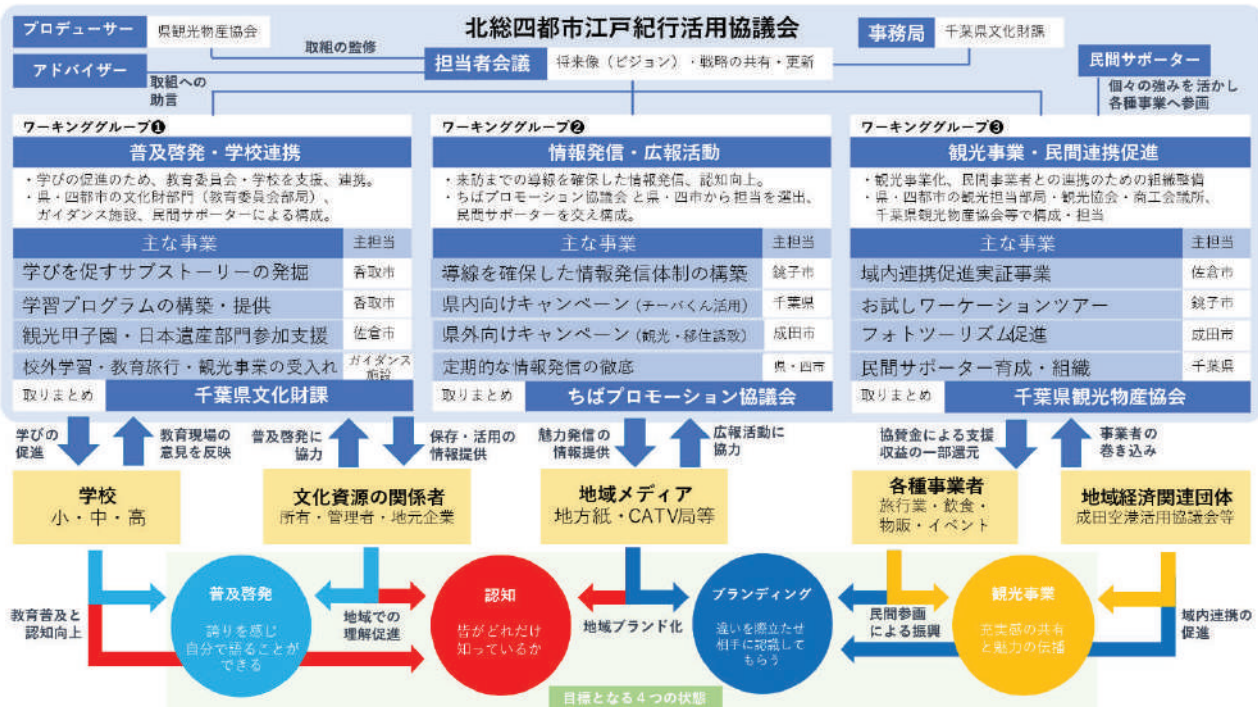 北総四都市江戸紀行活用協議会
プロデューサー 県観光物産協会
取組の監修
事務局 千葉県文化財課
アドバイザー
取組への
助言
担当者会議 将来像（ビジョン）・戦略の共有・更新
民間サポーター
個々の強みを活かし
各種事業へ参画
ワーキンググループ❶
普及啓発・学校連携
・学びの促進のため、教育委員会・学校を支援、連携。
・県・四都市の文化財部門（教育委員会部局）、
ガイダンス施設、民間サポーターによる構成。
主な事業 主担当
学びを促すサブストーリーの発掘 香取市
学習プログラムの構築・提供 香取市
観光甲子園・日本遺産部門参加支援 佐倉市
校外学習・教育旅行・観光事業の受入れ ガイダンス
施設
取りまとめ 千葉県文化財課
ワーキンググループ❷
情報発信・広報活動
・来訪までの導線を確保した情報発信、認知向上。
・ちばプロモーション協議会 と県・四市から担当を選出、
民間サポーターを交え構成。
主な事業 主担当
導線を確保した情報発信体制の構築 銚子市
県内向けキャンペーン（チーバくん活用） 千葉県
県外向けキャンペーン（観光・移住誘致） 成田市
定期的な情報発信の徹底 県・四市
取りまとめ ちばプロモーション協議会
ワーキンググループ❸
観光事業・民間連携促進
・観光事業化、民間事業者との連携のための組織整備
・県・四都市の観光担当部局・観光協会・商工会議所、
千葉県観光物産協会等で構成・担当
主な事業 主担当
域内連携促進実証事業 佐倉市
お試しワーケーションツアー 銚子市
フォトツーリズム促進 成田市
民間サポーター育成・組織 千葉県
取りまとめ 千葉県観光物産協会
学びの
促進
教育現場の
意見を反映
普及啓発に
協力
保存・活用の
情報提供
魅力発信の
情報提供
広報活動に
協力
協賛金による支援
収益の一部還元
事業者の
巻き込み
学校
小・中・高
文化資源の関係者
所有・管理者・地元企業
地域メディア
地方紙・CATV局等
各種事業者
旅行業・飲食・
物販・イベント
地域経済関連団体
成田空港活用協議会等
教育普及と
認知向上
普及啓発
誇りを感じ
自分で語ることが
できる
地域での
理解促進
認知
皆がどれだけ
知っているか
地域ブランド化
ブランディング
違いを際立たせ
相手に認識して
もらう
民間参画
による振興
観光事業
充実感の共有
と魅力の伝播
域内連携の
促進
目標となる４つの状態